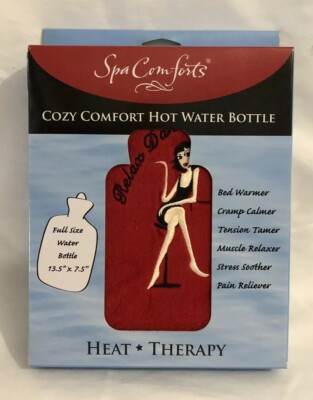 Spa Comforts®
COZY COMFORT HOT WATER BOTTLE
Relax
Full Size
Water
Bottle
13.5" x 7.5"
Bed Warmer
Cramp Calmer
Tension Tamer
Muscle Relaxer
Stress Soother
Pain Reliever
HEAT ★ THERAPY